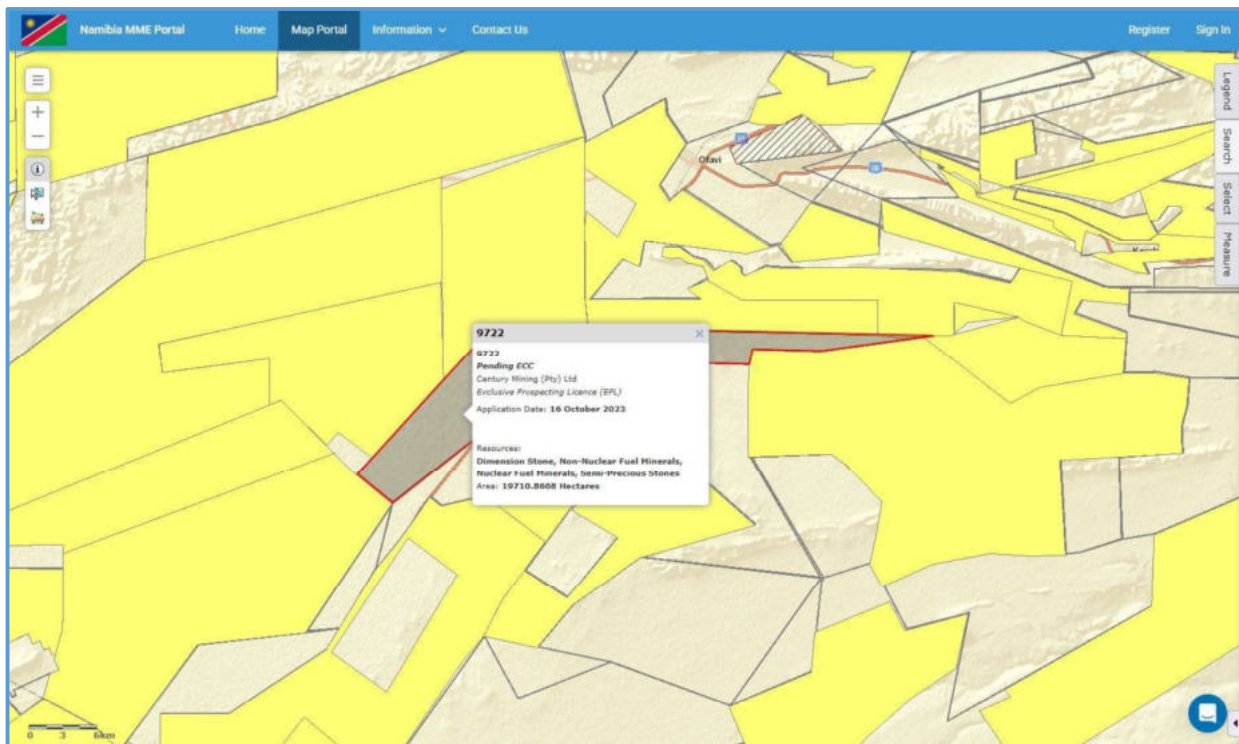 Namibia MME Portal Home Map Portal Information Contact Us Register Sign In
Legend
Search
Select
Measure
Otavi
9722
9722
Pending ECC
Century Mining (Pty) Ltd
Exclusive Prospecting Licence (EPL)
Application Date: 16 October 2023
Resources:
Dimension Stone, Non-Nuclear Fuel Minerals,
Nuclear Fuel Minerals, Semi-Precious Stones
Area: 19710.8668 Hectares
0 3 6km